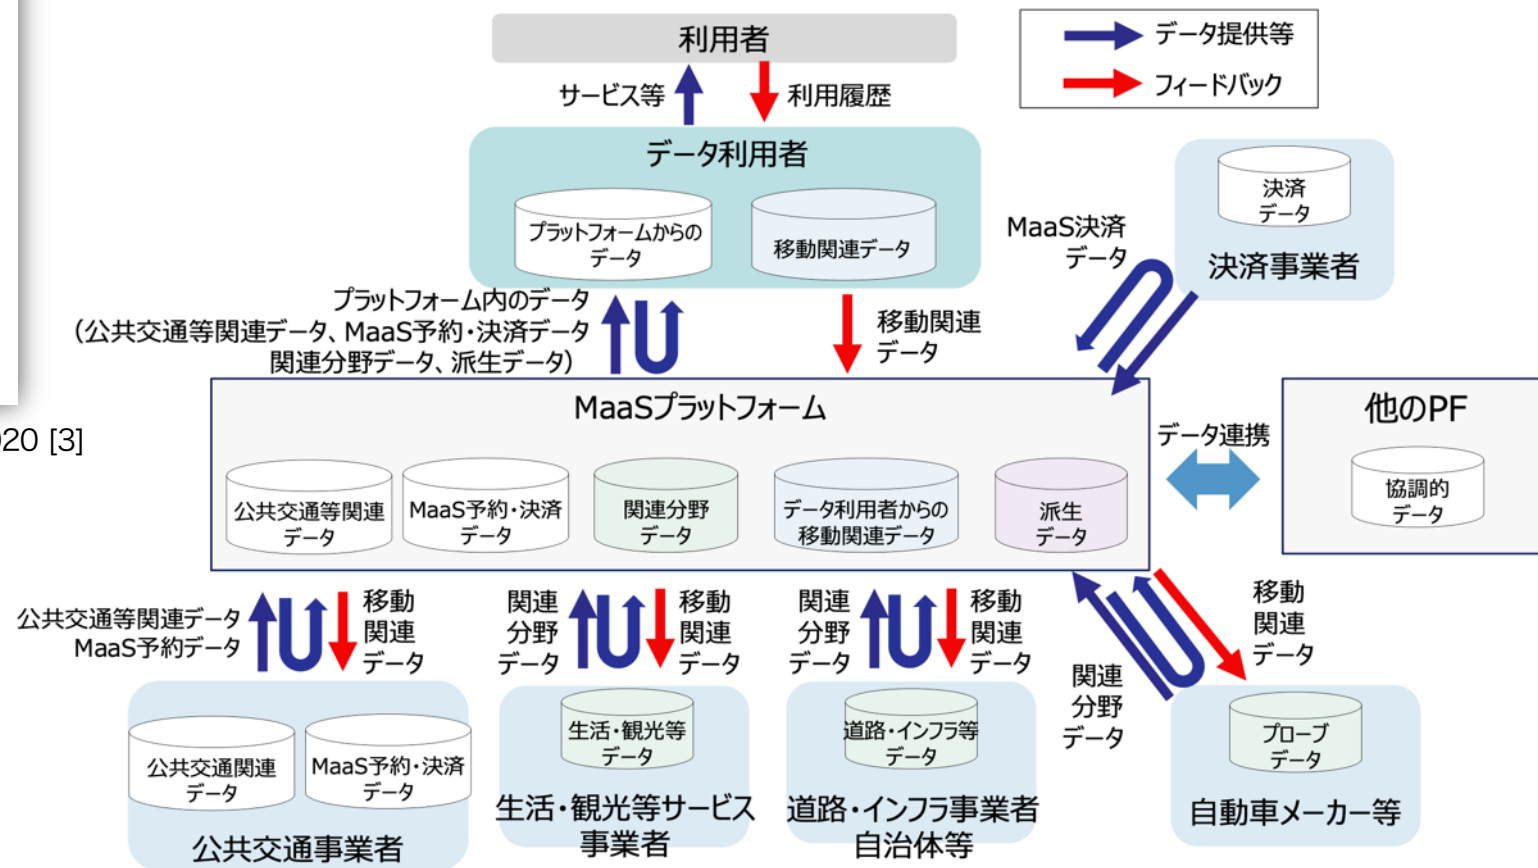 利用者
データ提供等
フィードバック
サービス等
利用履歴
データ利用者
プラットフォームからの
データ
移動関連データ
決済
データ
決済事業者
MaaS決済
データ
プラットフォーム内のデータ
(公共交通等関連データ、MaaS予約・決済データ
関連分野データ、派生データ)
移動関連
データ
MaaSプラットフォーム
公共交通等関連
データ
MaaS予約・決済
データ
関連分野
データ
データ利用者からの
移動関連データ
派生
データ
データ連携
他のPF
協調的
データ
20 [3]
公共交通等関連データ
MaaS予約データ
移動
関連
データ
関連
分野
データ
移動
関連
データ
関連
分野
データ
移動
関連
データ
関連
分野
データ
移動
関連
データ
公共交通関連
データ
MaaS予約・決済
データ
公共交通事業者
生活・観光等
データ
生活・観光等サービス
事業者
道路・インフラ等
データ
道路・インフラ事業者
自治体等
プローブ
データ
自動車メーカー等